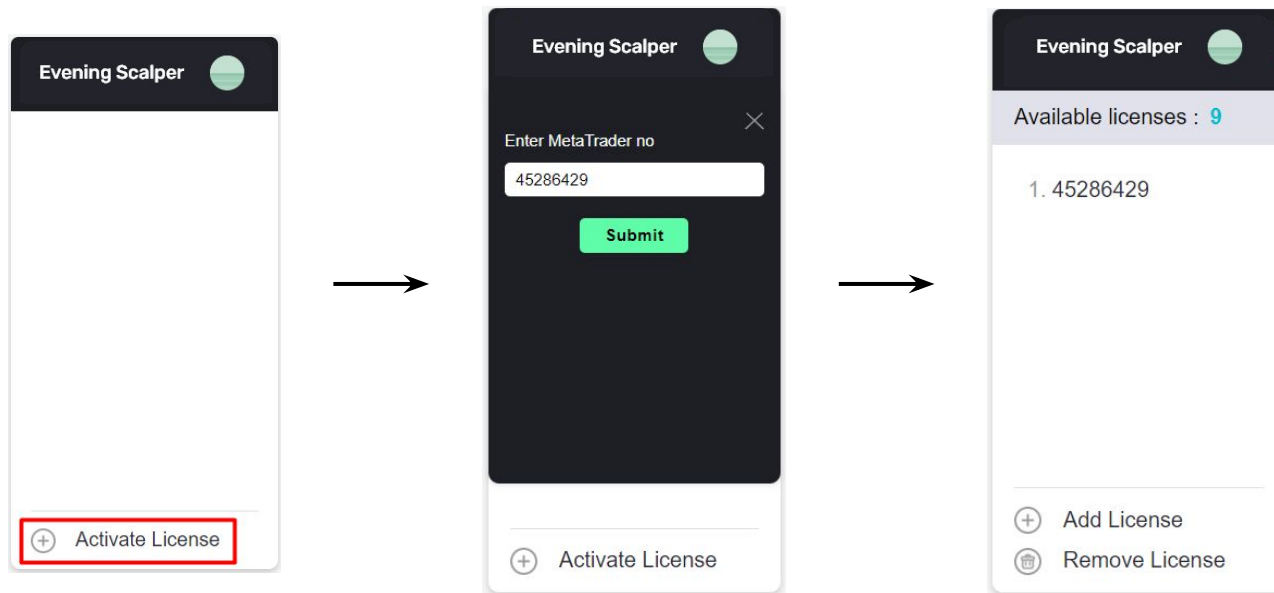 Evening Scalper
Activate License
Evening Scalper
Enter MetaTrader no
45286429
Submit
Activate License
Evening Scalper
Available licenses : 9
1. 45286429
Add License
Remove License